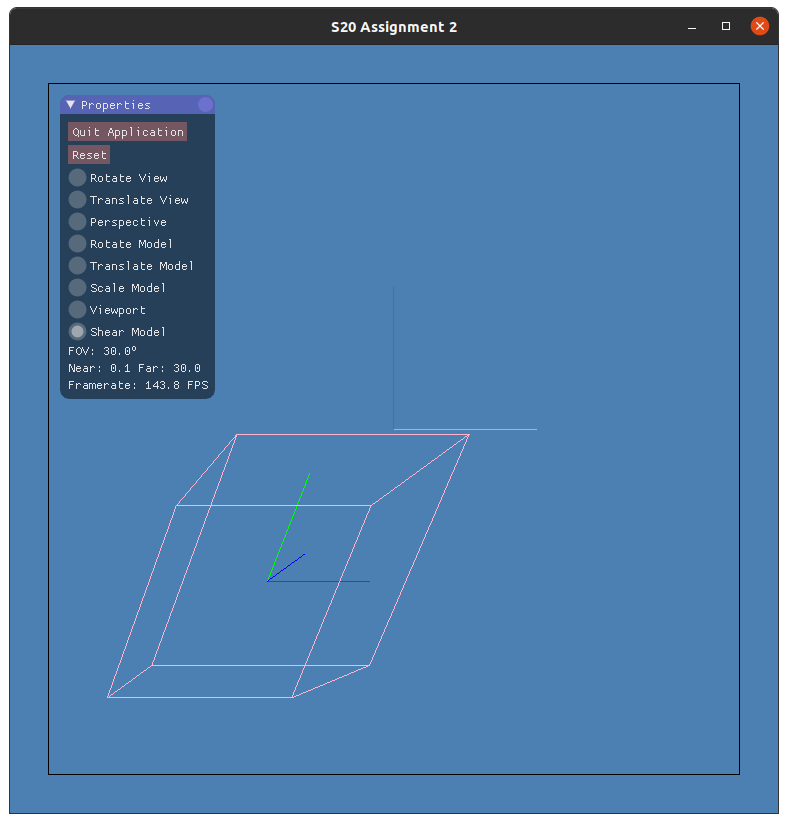 S20 Assignment 2
Properties
Quit Application
Reset
Rotate View
Translate View
Perspective
Rotate Model
Translate Model
Scale Model
Viewport
Shear Model
FOV: 30.0º
Near: 0.1 Far: 30.0
Framerate: 143.8 FPS